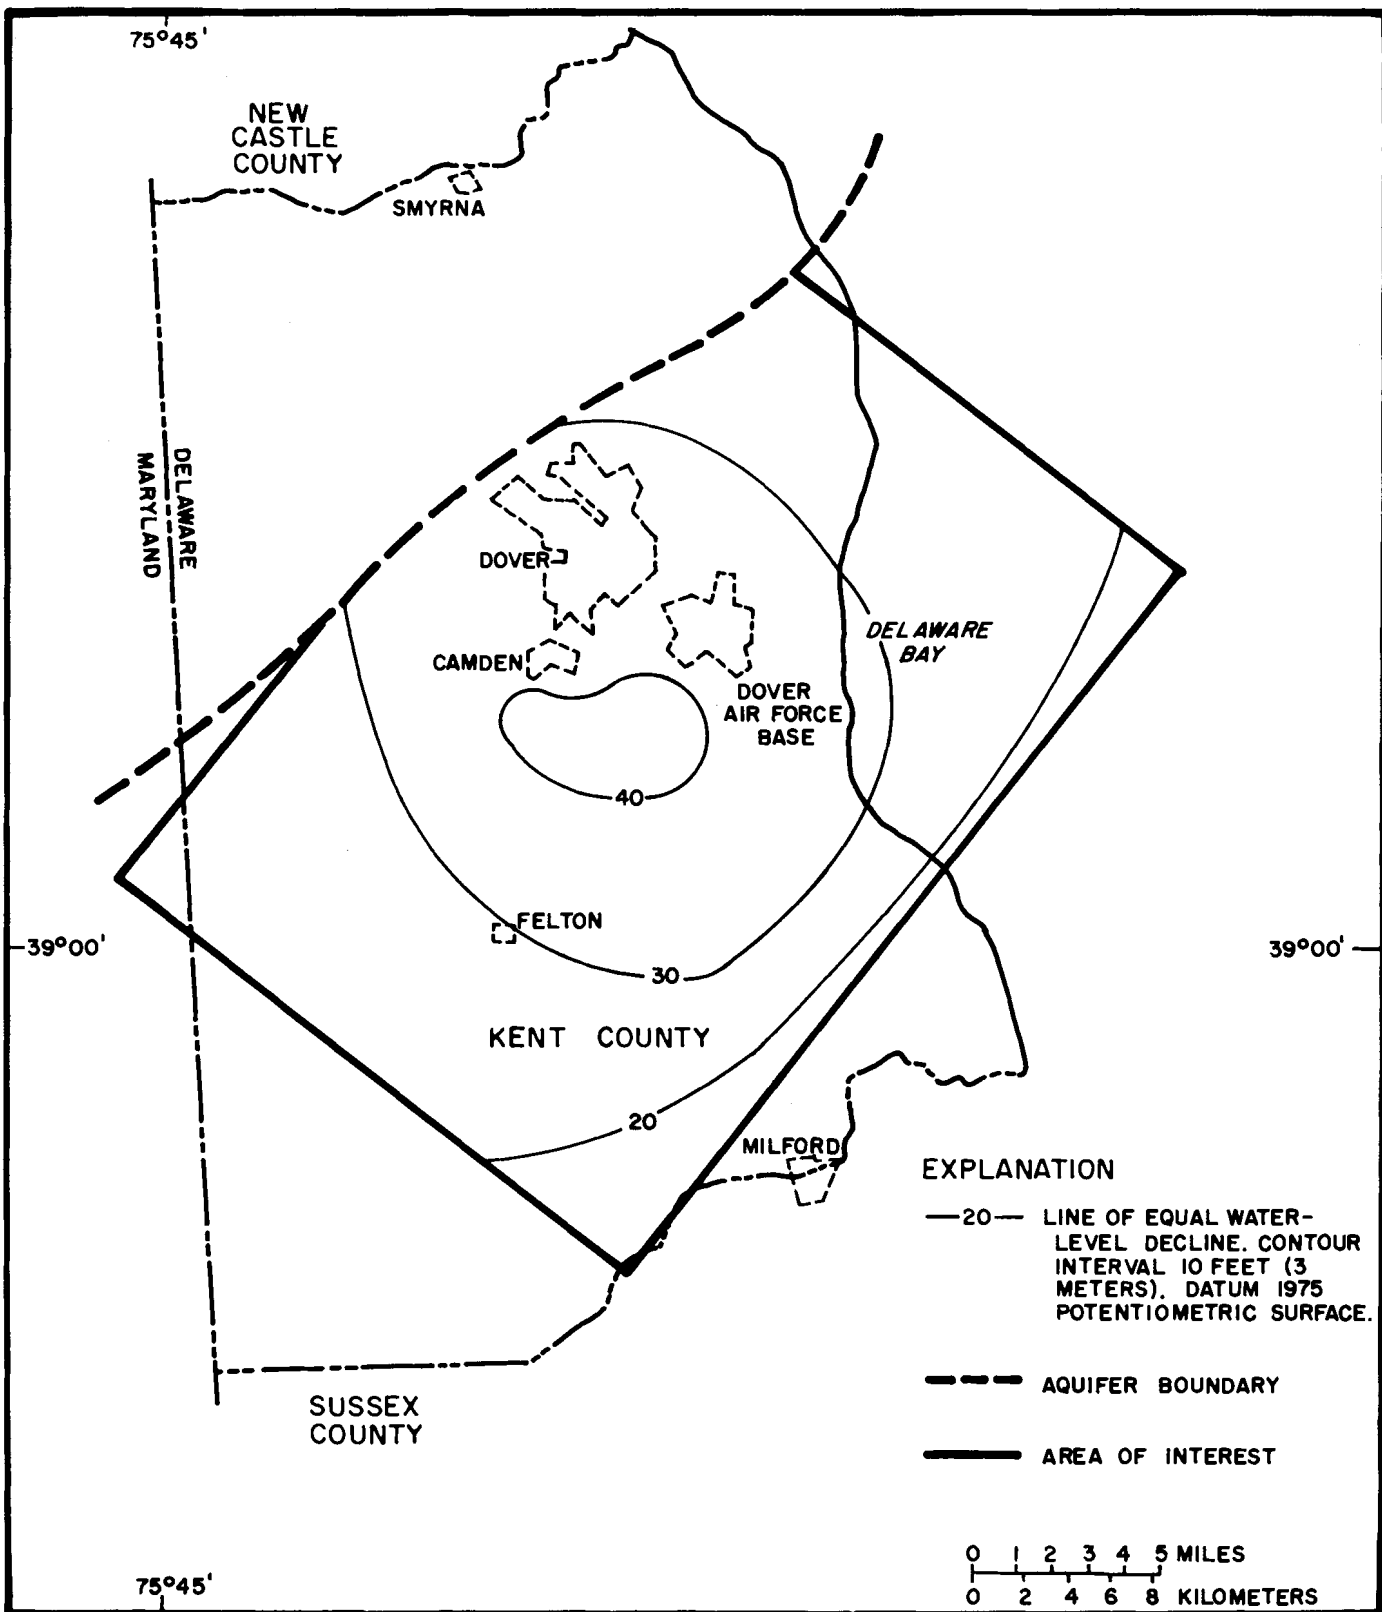 75°45'
NEW
CASTLE
COUNTY
SMYRNA
DELAWARE
MARYLAND
DOVER
CAMDEN
DELAWARE
BAY
DOVER
AIR FORCE
BASE
40
FELTON
39°00'
39°00'
30
KENT COUNTY
20
MILFORD
EXPLANATION
20 LINE OF EQUAL WATER-
LEVEL DECLINE. CONTOUR
INTERVAL 10 FEET (3
METERS). DATUM 1975
POTENTIOMETRIC SURFACE.
AQUIFER BOUNDARY
SUSSEX
COUNTY
AREA OF INTEREST
0 1 2 3 4 5 MILES
0 2 4 6 8 KILOMETERS
75°45'